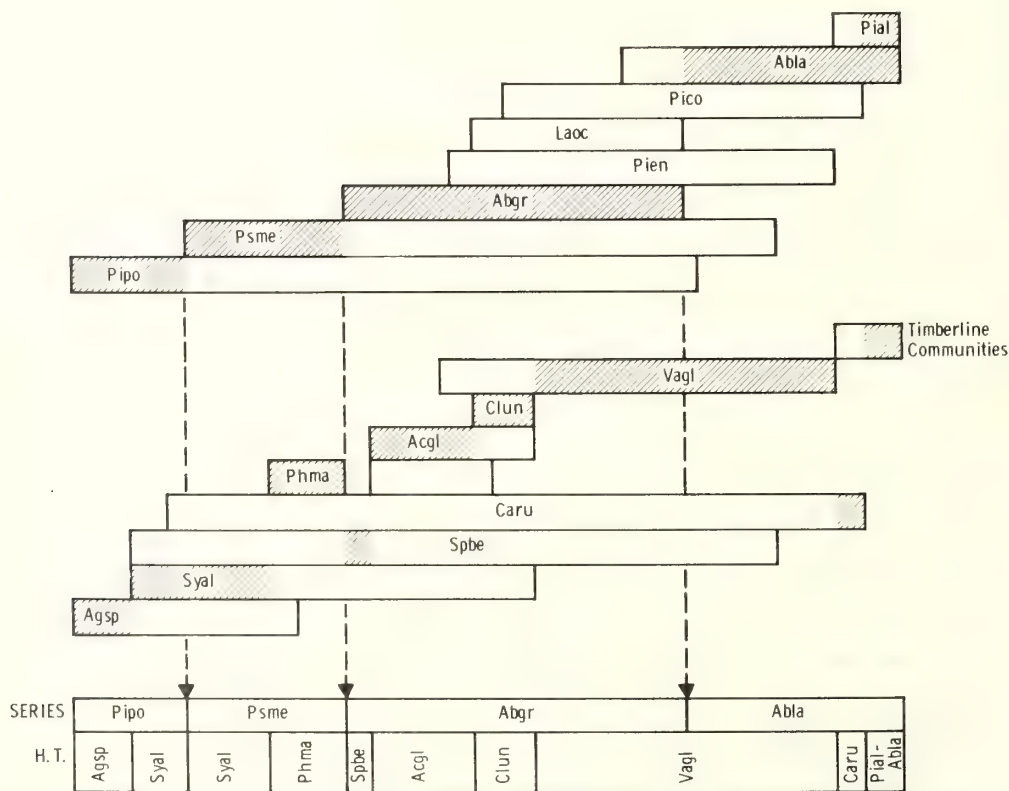 Pial
Abla
Pico
Laoc
Pien
Abgr
Psme
Pipo
Timberline
Communities
Vagl
Clun
Acgl
Phma
Caru
Spbe
Syal
Agsp
SERIES Pipo Psme Abgr Abla
H.T. Agsp Syal Syal Phma Spbe Acgl Clun Vagl Caru Pial-
Abla